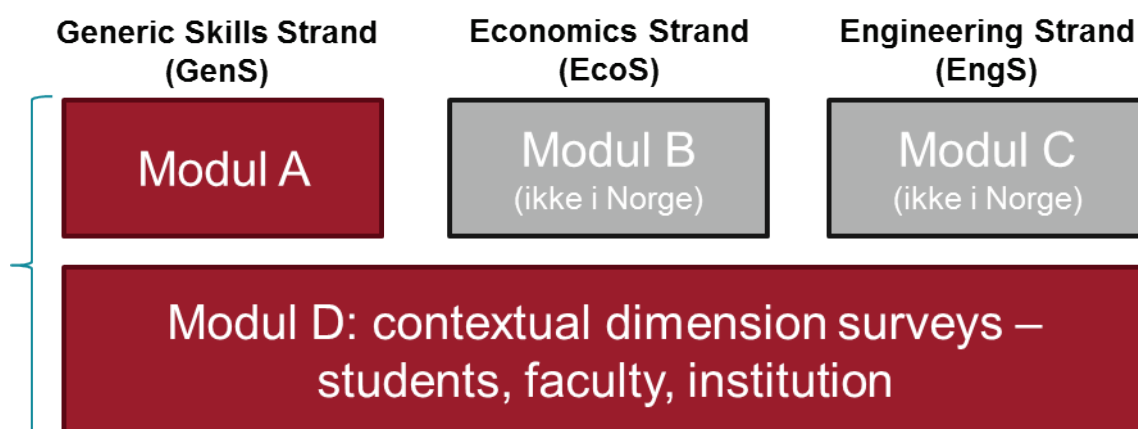 Generic Skills Strand
(GenS)
Economics Strand
(EcoS)
Engineering Strand
(EngS)
Modul A
Modul B
(ikke i Norge)
Modul C
(ikke i Norge)
Modul D: contextual dimension surveys –
students, faculty, institution